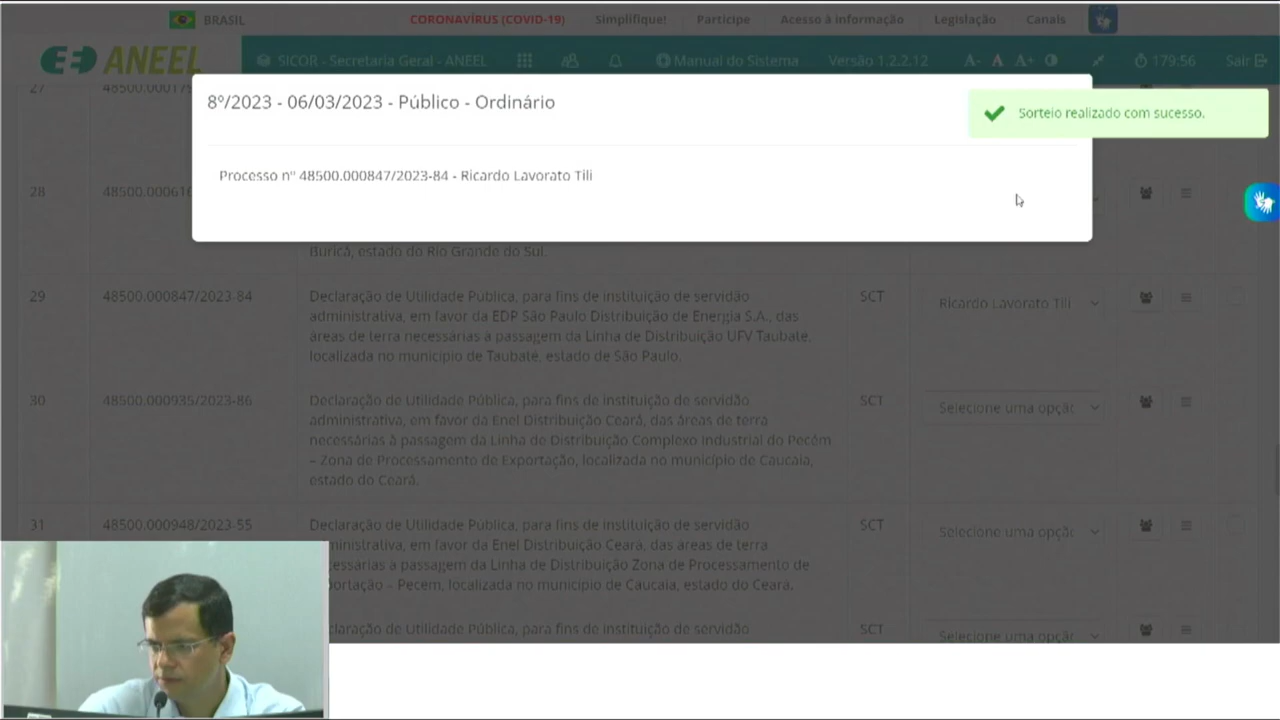 BRASIL
CORONAVÍRUS (COVID-19)
Simplifique!
Participe
Acesso à informação
Legislação
Canais
ANEEL
SICOR - Secretaria Geral - ANEEL
Manual do Sistema
Versão 1.2.2.12
A- A A+
179:56
Sair
8º/2023 - 06/03/2023 - Público - Ordinário
Sorteio realizado com sucesso.
Processo nº 48500.000847/2023-84 - Ricardo Lavorato Tili
27
28
Buricá, estado do Rio Grande do Sul.
29
48500.000847/2023-84
Declaração de Utilidade Pública, para fins de instituição de servidão
administrativa, em favor da EDP São Paulo Distribuição de Energia S.A., das
áreas de terra necessárias à passagem da Linha de Distribuição UFV Taubaté,
localizada no município de Taubaté, estado de São Paulo.
SCT
Ricardo Lavorato Tili
30
48500.000935/2023-86
Declaração de Utilidade Pública, para fins de instituição de servidão
administrativa, em favor da Enel Distribuição Ceará, das áreas de terra
necessárias à passagem da Linha de Distribuição Complexo Industrial do Pecém
– Zona de Processamento de Exportação, localizada no município de Caucaia,
estado do Ceará.
SCT
Selecione uma opçã
31
48500.000948/2023-55
Declaração de Utilidade Pública, para fins de instituição de servidão
ministrativa, em favor da Enel Distribuição Ceará, das áreas de terra
cessárias à passagem da Linha de Distribuição Zona de Processamento de
portação – Pecém, localizada no município de Caucaia, estado do Ceará.
SCT
Selecione uma opçã
claração de Utilidade Pública, para fins de instituição de servidão
SCT
Selecione uma opçã